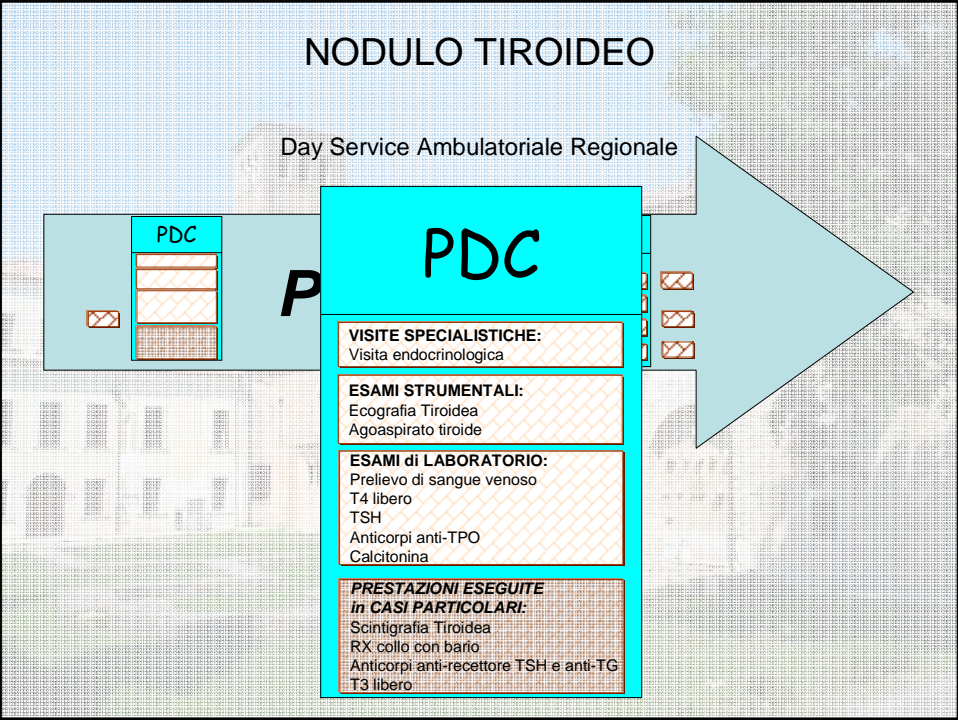 NODULO TIROIDEO
Day Service Ambulatoriale Regionale
PDC
P
PDC
VISITE SPECIALISTICHE:
Visita endocrinologica
ESAMI STRUMENTALI:
Ecografia Tiroidea
Agoaspirato tiroide
ESAMI di LABORATORIO:
Prelievo di sangue venoso
T4 libero
TSH
Anticorpi anti-TPO
Calcitonina
PRESTAZIONI ESEGUITE
in CASI PARTICOLARI:
Scintigrafia Tiroidea
RX collo con bario
Anticorpi anti-recettore TSH e anti-TG
T3 libero